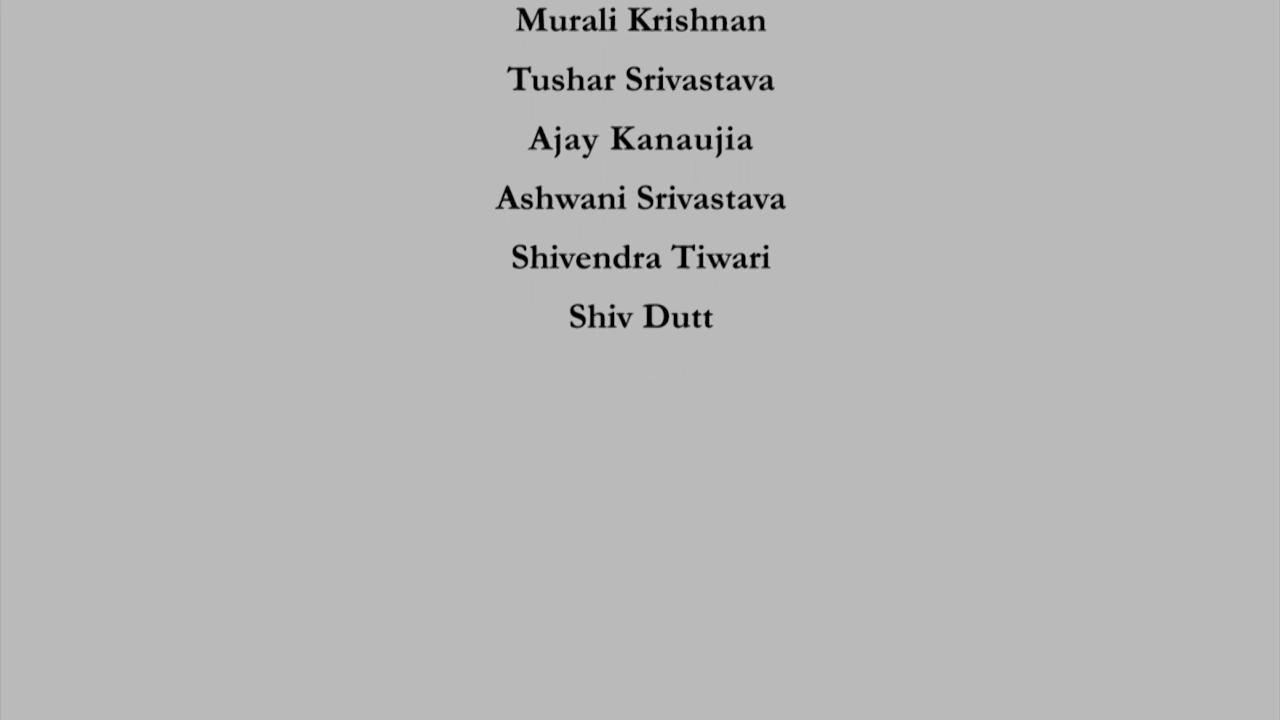 Murali Krishnan
Tushar Srivastava
Ajay Kanaujia
Ashwani Srivastava
Shivendra Tiwari
Shiv Dutt